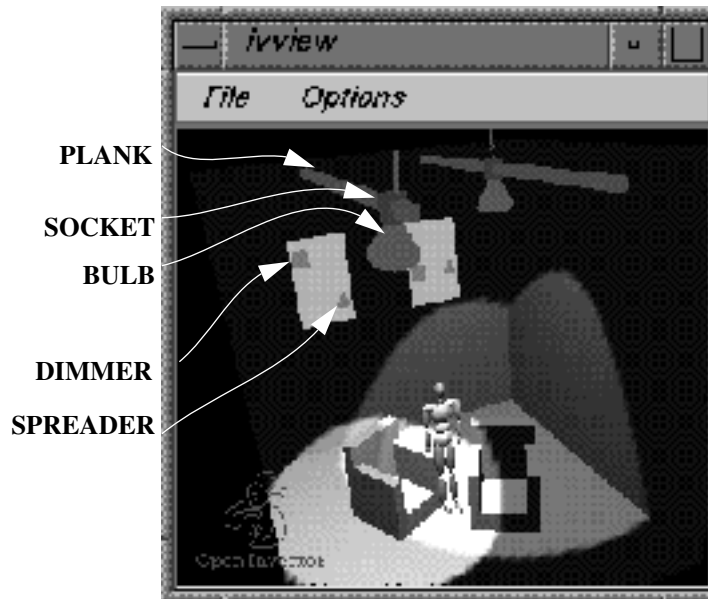 ivview
File Options
PLANK
SOCKET
BULB
DIMMER
SPREADER
Open Inventor